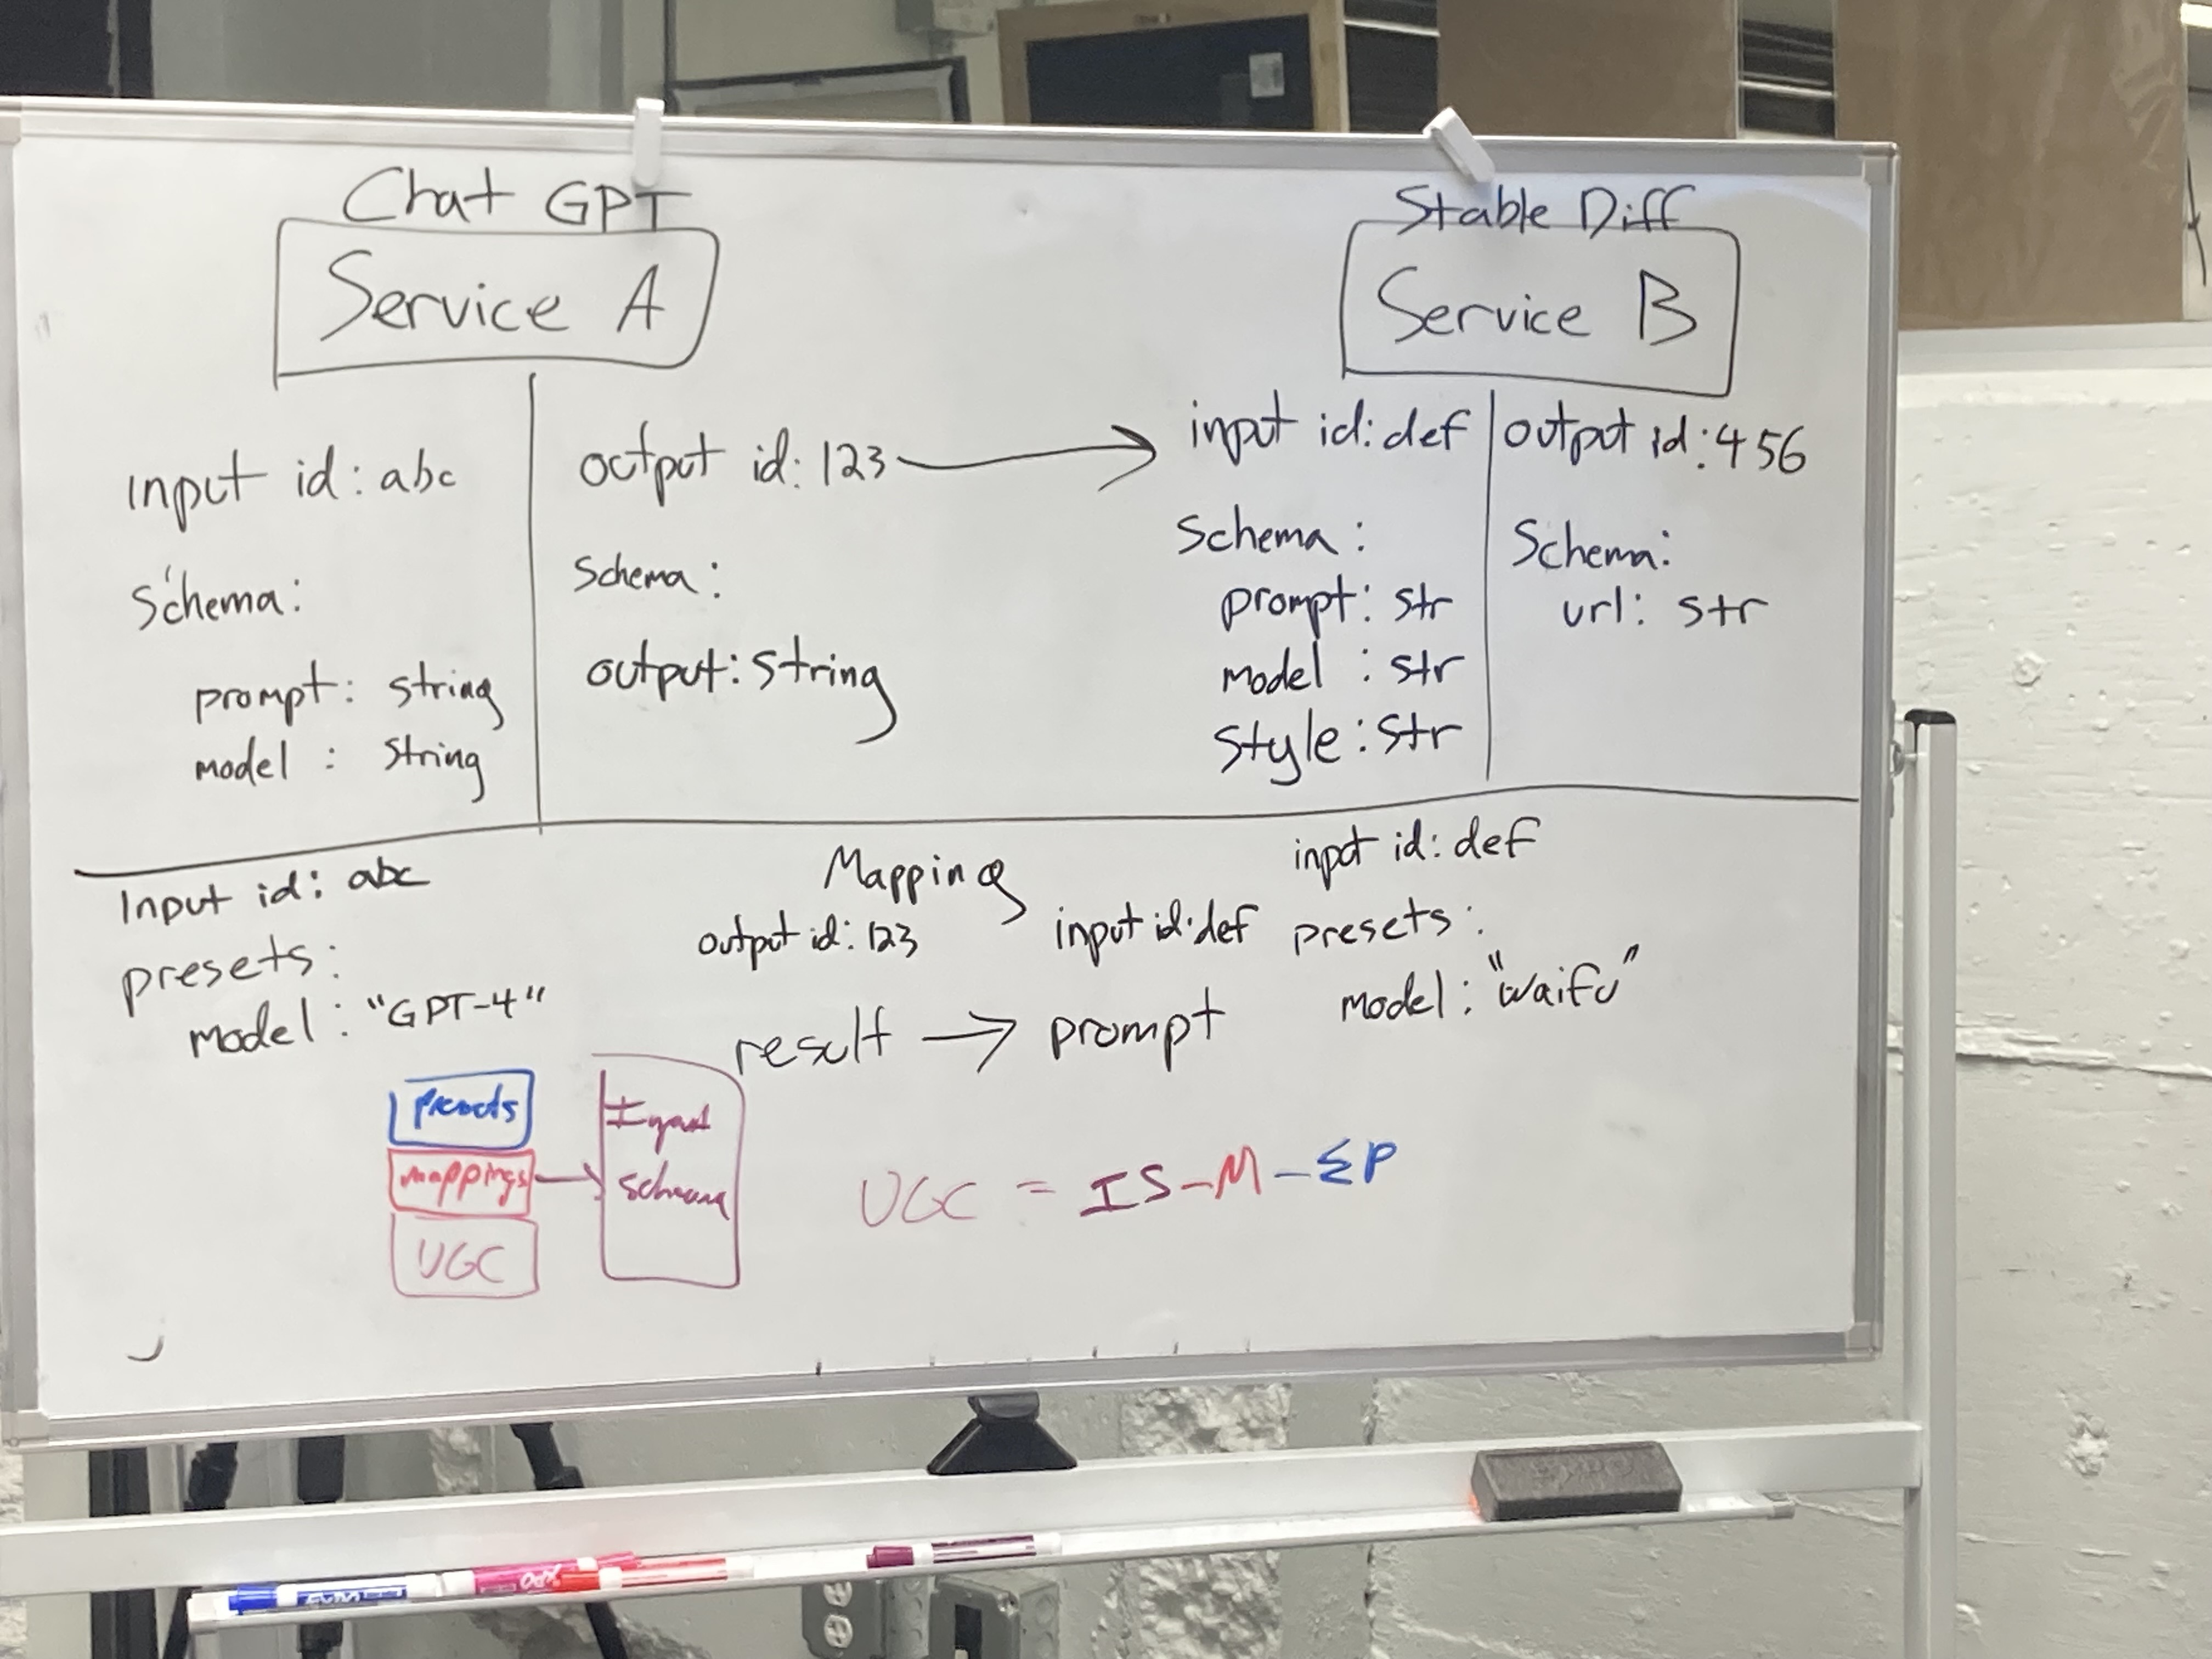 Chat GPT
Service A
Input id: abc
Schema:
prompt: string
model : string
output id: 123
Schema:
output: string
Stable Diff
Service B
input id: def
Schema :
prompt: str
model : str
style: str
output id: 456
Schema:
url: str
Input id: abc
presets:
model: "GPT-4"
Mapping
output id: 123 input id: def
result → prompt
input id: def
presets:
model: "waifu"
presets
mappings
UGC
Input
schema
UGC = IS - M - ΣP
EXPO